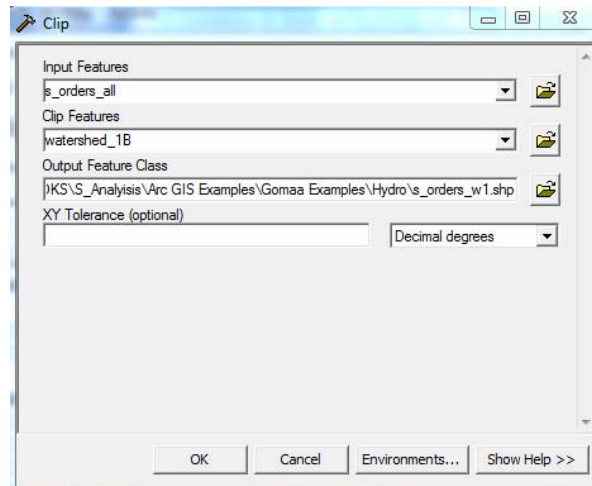 Clip
Input Features
s_orders_all
Clip Features
watershed_1B
Output Feature Class
)KS\S_Analyisis\Arc GIS Examples\Gomaa Examples\Hydro\s_orders_w1.shp
XY Tolerance (optional)
Decimal degrees
OK Cancel Environments... Show Help >>